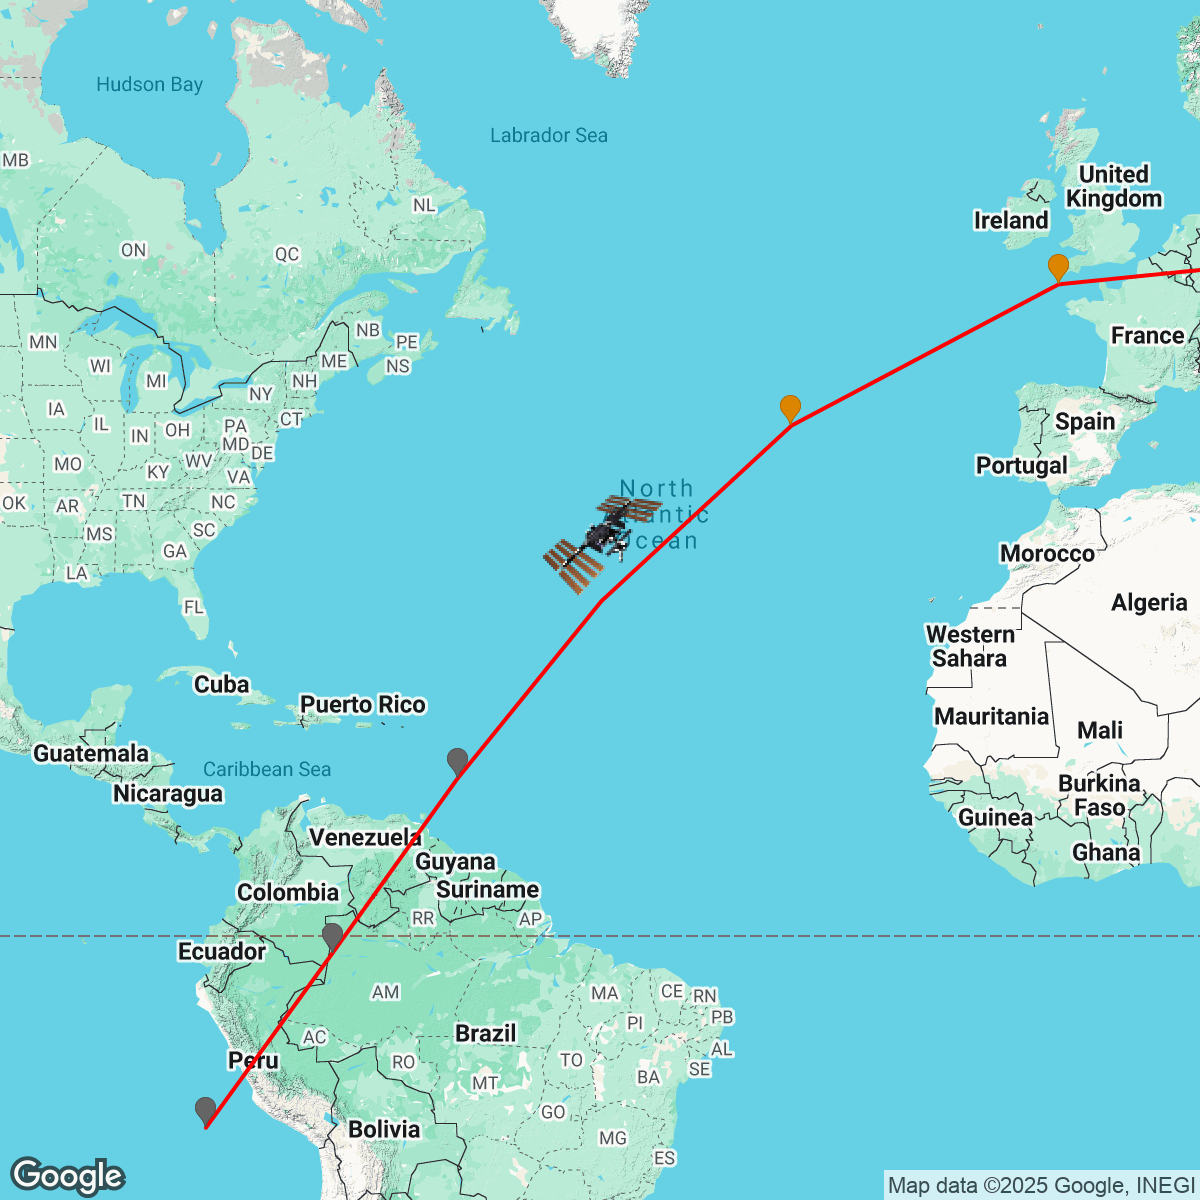 Hudson Bay
Labrador Sea
MB
United
Kingdom
Ireland
NL
ON
QC
NB
PE
MN
ME
NS
France
WI
MI
NH
NY
IA
CT
Spain
IL
IN
OH
PA
MD
DE
MO
WV
KY
VA
Portugal
North
OK
AR
TN
NC
antic
MS
SC
cean
GA
Morocco
LA
FL
Algeria
Western
Sahara
Cuba
Puerto Rico
Mauritania
Mali
Guatemala
Caribbean Sea
Nicaragua
Burkina
Faso
Guinea
Venezuela
Ghana
Guyana
Colombia
Suriname
RR
AP
Ecuador
AM
MA
CE
RN
PB
PI
AC
Brazil
AL
Peru
RO
TO
SE
MT
BA
GO
Bolivia
MG
ES
Google
Map data ©2025 Google, INEGI